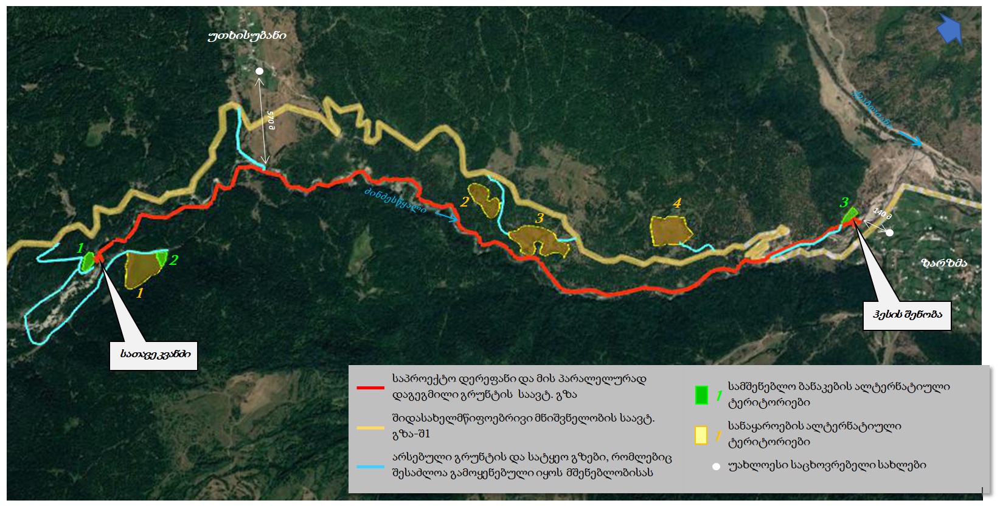 უთხისუბანი
570 მ
ქვაბლიანი
მინმესწყალი
2
3
4
3
140 მ
1
2
1
ზარზმა
ჰესის შენობა
სათავე კვანძი
საპროექტო დერეფანი და მის პარალელურად
დაგეგმილი გრუნტის საავტ. გზა
შიდასახელმწიფოებრივი მნიშვნელობის საავტ.
გზა-შ1
არსებული გრუნტის და სატყეო გზები, რომლებიც
შესაძლოა გამოყენებული იყოს მშენებლობისას
1 სამშენებლო ბანაკების ალტერნატიული
ტერიტორიები
1 სანაყაროების ალტერნატიული
ტერიტორიები
უახლოესი საცხოვრებელი სახლები